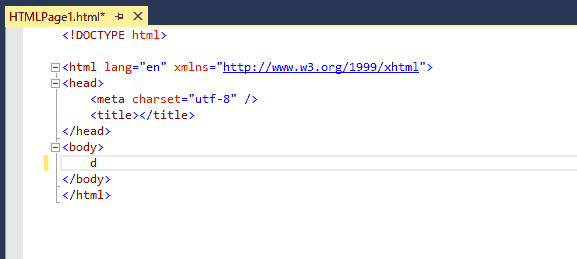 HTMLPage1.html*
<!DOCTYPE html>
<html lang="en" xmlns="http://www.w3.org/1999/xhtml">
<head>
<meta charset="utf-8" />
<title></title>
</head>
<body>
d
</body>
</html>